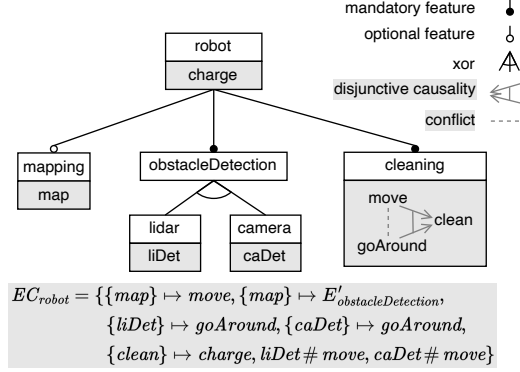 mandatory feature
optional feature
xor
disjunctive causality
conflict
robot
charge
mapping
map
obstacleDetection
cleaning
move
clean
goAround
lidar
liDet
camera
caDet
EC_robot = {{map} ↦ move, {map} ↦ E′_obstacleDetection,
{liDet} ↦ goAround, {caDet} ↦ goAround,
{clean} ↦ charge, liDet # move, caDet # move}